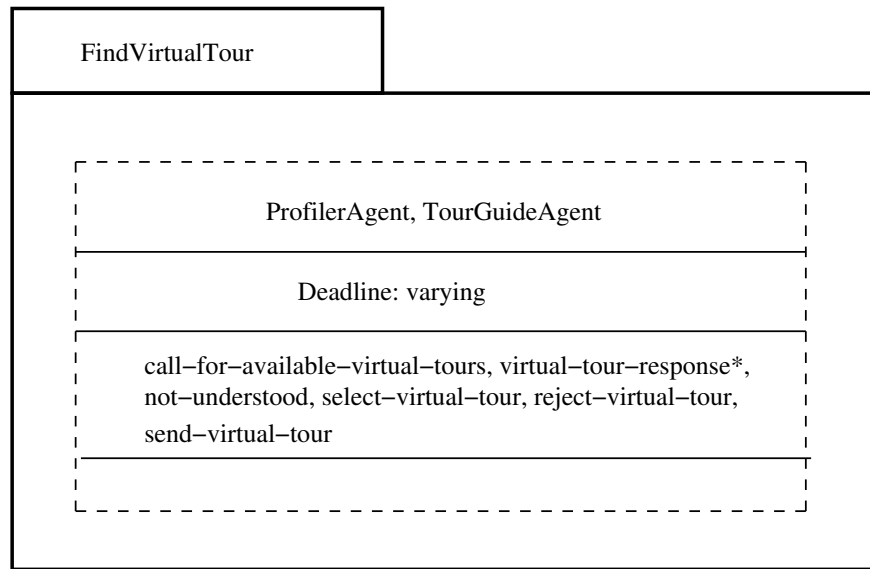 FindVirtualTour
ProfilerAgent, TourGuideAgent
Deadline: varying
call−for−available−virtual−tours, virtual−tour−response*,
not−understood, select−virtual−tour, reject−virtual−tour,
send−virtual−tour